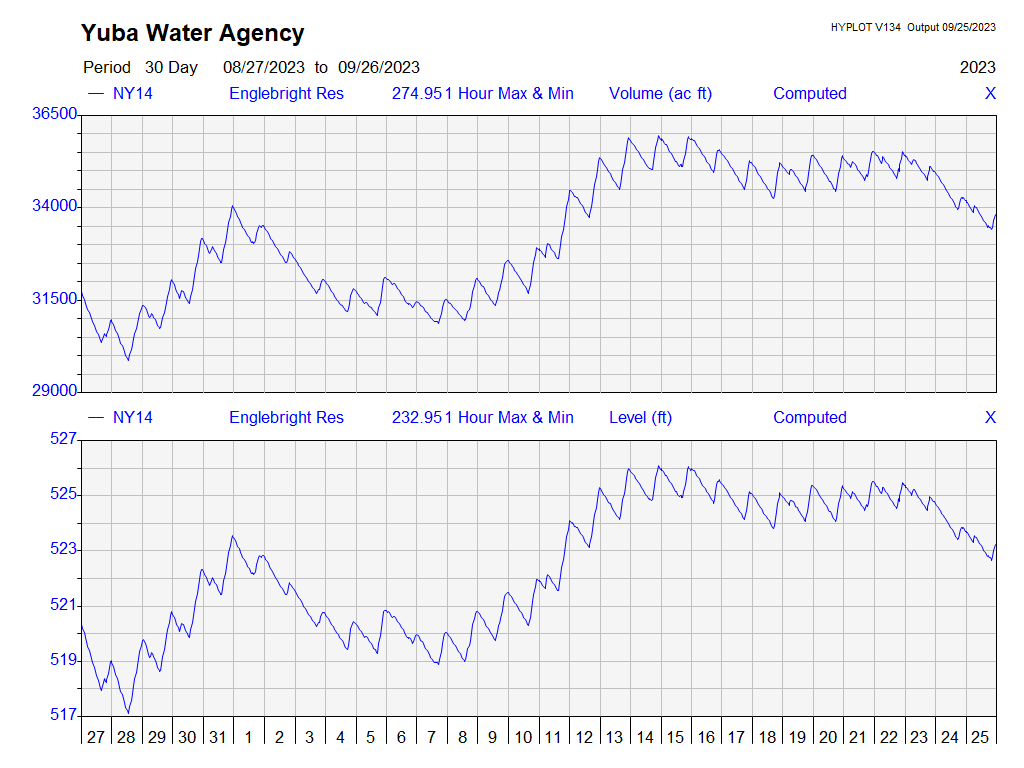 Yuba Water Agency
HYPLOT V134 Output 09/25/2023
Period 30 Day 08/27/2023 to 09/26/2023 2023
NY14 Englebright Res 274.951 Hour Max & Min Volume (ac ft) Computed X
36500
34000
31500
29000
NY14 Englebright Res 232.951 Hour Max & Min Level (ft) Computed X
527
525
523
521
519
517
27 28 29 30 31 1 2 3 4 5 6 7 8 9 10 11 12 13 14 15 16 17 18 19 20 21 22 23 24 25